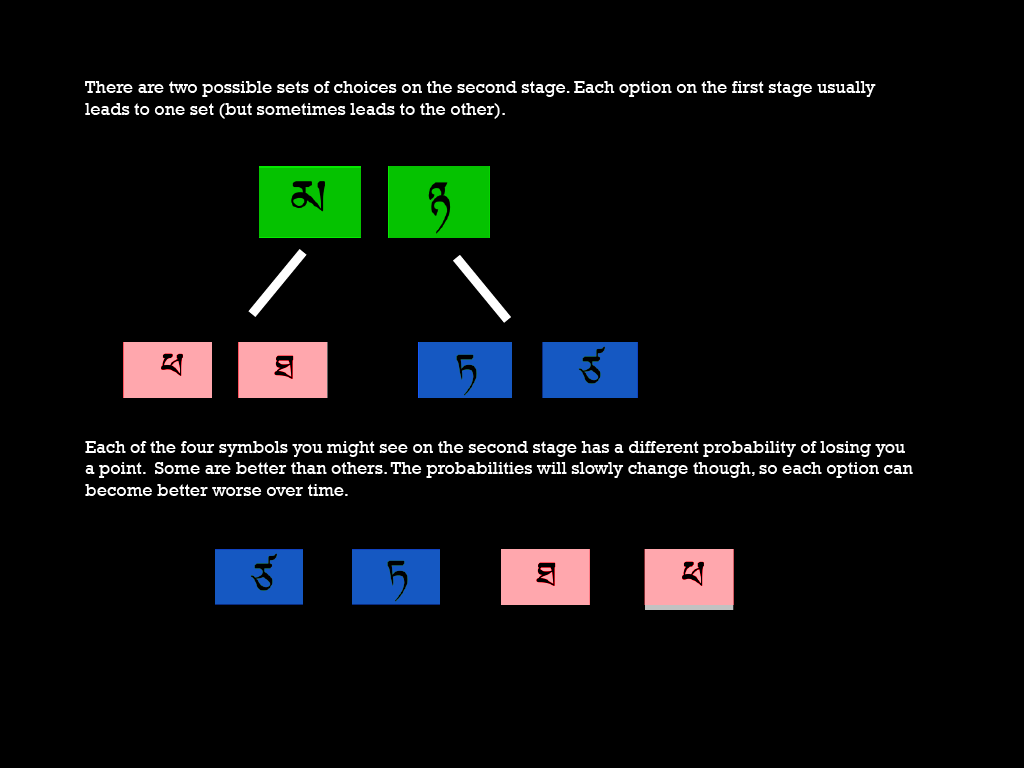 There are two possible sets of choices on the second stage. Each option on the first stage usually
leads to one set (but sometimes leads to the other).
Each of the four symbols you might see on the second stage has a different probability of losing you
a point.  Some are better than others. The probabilities will slowly change though, so each option can
become better worse over time.